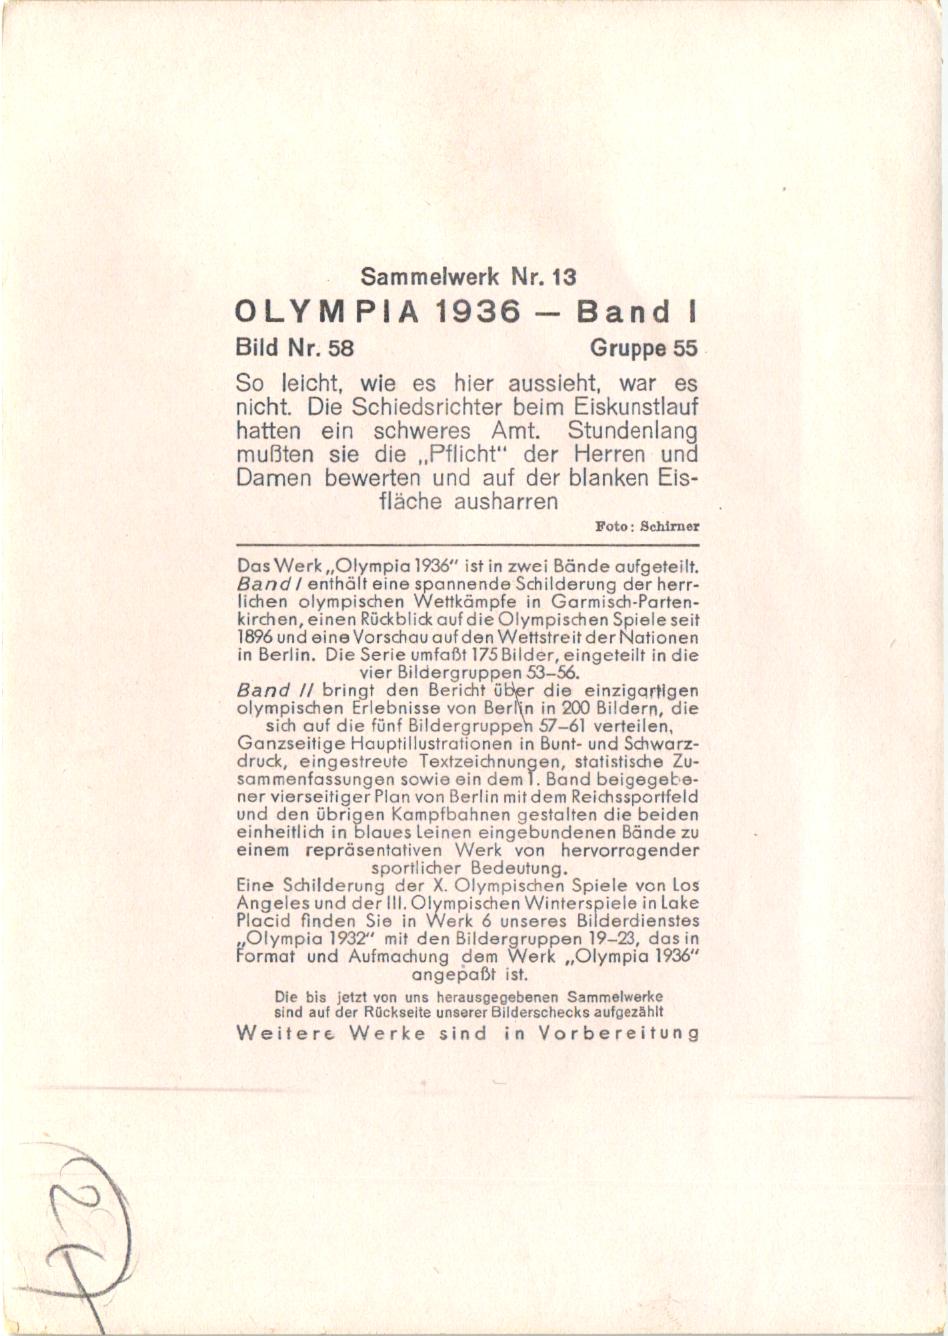 Sammelwerk Nr. 13
OLYMPIA 1936 — Band I
Bild Nr. 58 Gruppe 55
So leicht, wie es hier aussieht, war es
nicht. Die Schiedsrichter beim Eiskunstlauf
hatten ein schweres Amt. Stundenlang
mußten sie die „Pflicht“ der Herren und
Damen bewerten und auf der blanken Eis-
fläche ausharren
Foto: Schirner
Das Werk „Olympia 1936“ ist in zwei Bände aufgeteilt.
Band I enthält eine spannende Schilderung der herr-
lichen olympischen Wettkämpfe in Garmisch-Parten-
kirchen, einen Rückblick auf die Olympischen Spiele seit
1896 und eine Vorschau auf den Wettstreit der Nationen
in Berlin. Die Serie umfaßt 175 Bilder, eingeteilt in die
vier Bildergruppen 53–56.
Band II bringt den Bericht über die einzigartigen
olympischen Erlebnisse von Berlin in 200 Bildern, die
sich auf die fünf Bildergruppen 57–61 verteilen,
Ganzseitige Hauptillustrationen in Bunt- und Schwarz-
druck, eingestreute Textzeichnungen, statistische Zu-
sammenfassungen sowie ein dem 1. Band beigegebe-
ner vierseitiger Plan von Berlin mit dem Reichssportfeld
und den übrigen Kampfbahnen gestalten die beiden
einheitlich in blaues Leinen eingebundenen Bände zu
einem repräsentativen Werk von hervorragender
sportlicher Bedeutung.
Eine Schilderung der X. Olympischen Spiele von Los
Angeles und der III. Olympischen Winterspiele in Lake
Placid finden Sie in Werk 6 unseres Bilderdienstes
„Olympia 1932“ mit den Bildergruppen 19–23, das in
Format und Aufmachung dem Werk „Olympia 1936“
angepaßt ist.
Die bis jetzt von uns herausgegebenen Sammelwerke
sind auf der Rückseite unserer Bilderschecks aufgezählt
Weitere Werke sind in Vorbereitung